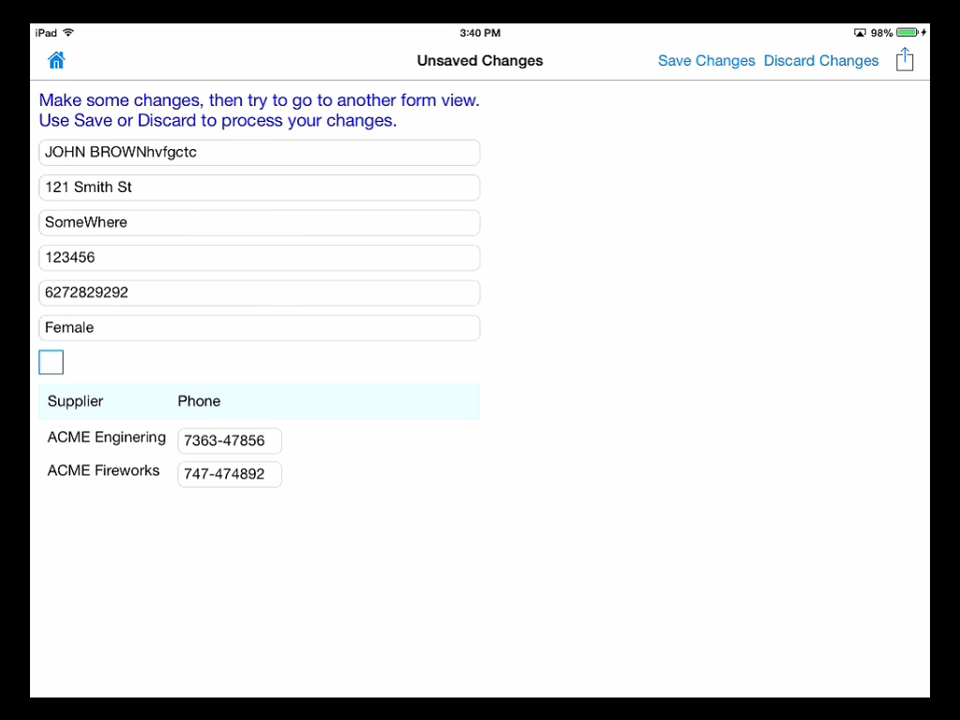 iPad 3:40 PM 98%
Unsaved Changes Save Changes Discard Changes
Make some changes, then try to go to another form view.
Use Save or Discard to process your changes.
JOHN BROWNhvfgctc
121 Smith St
SomeWhere
123456
6272829292
Female
Supplier Phone
ACME Enginering 7363-47856
ACME Fireworks 747-474892